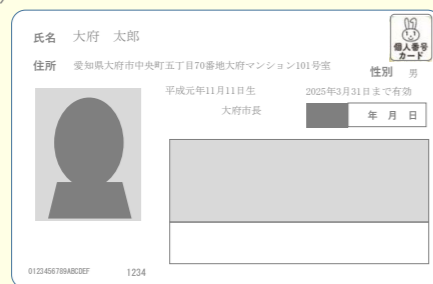 氏名 大府 太郎
個人番号
カード
住所 愛知県大府市中央町五丁目70番地大府マンション101号室
性別 男
平成元年11月11日生 2025年3月31日まで有効
大府市長
年 月 日
0123456789ABCDEF 1234